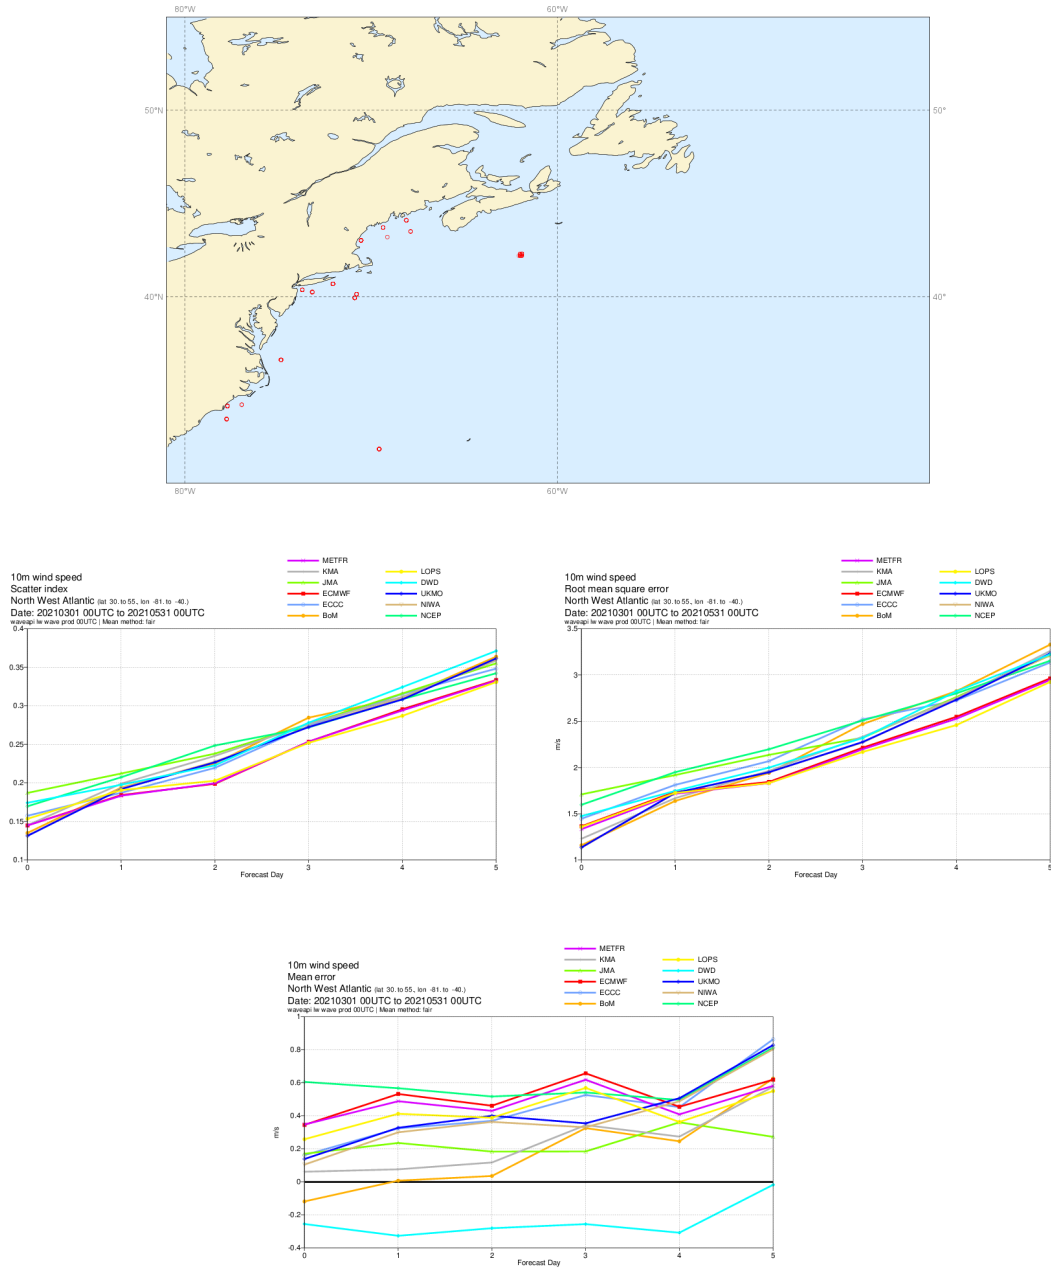 80°W 60°W
50°N 50°
40°N 40°
80°W 60°W
10m wind speed
Scatter index
North West Atlantic (lat 30. to 55., lon -81. to -40.)
Date: 20210301 00UTC to 20210531 00UTC
waveapi lw wave prod 00UTC | Mean method: fair
METFR
KMA LOPS
JMA DWD
ECMWF UKMO
ECCC NIWA
BoM NCEP
0.4
0.35
0.3
0.25
0.2
0.15
0.1
0 1 2 3 4 5
Forecast Day
10m wind speed
Root mean square error
North West Atlantic (lat 30. to 55., lon -81. to -40.)
Date: 20210301 00UTC to 20210531 00UTC
waveapi lw wave prod 00UTC | Mean method: fair
METFR
KMA LOPS
JMA DWD
ECMWF UKMO
ECCC NIWA
BoM NCEP
3.5
3
2.5
m/s
2
1.5
1
0 1 2 3 4 5
Forecast Day
10m wind speed
Mean error
North West Atlantic (lat 30. to 55., lon -81. to -40.)
Date: 20210301 00UTC to 20210531 00UTC
waveapi lw wave prod 00UTC | Mean method: fair
METFR
KMA LOPS
JMA DWD
ECMWF UKMO
ECCC NIWA
BoM NCEP
1
0.8
0.6
0.4
m/s
0.2
0
-0.2
-0.4
0 1 2 3 4 5
Forecast Day